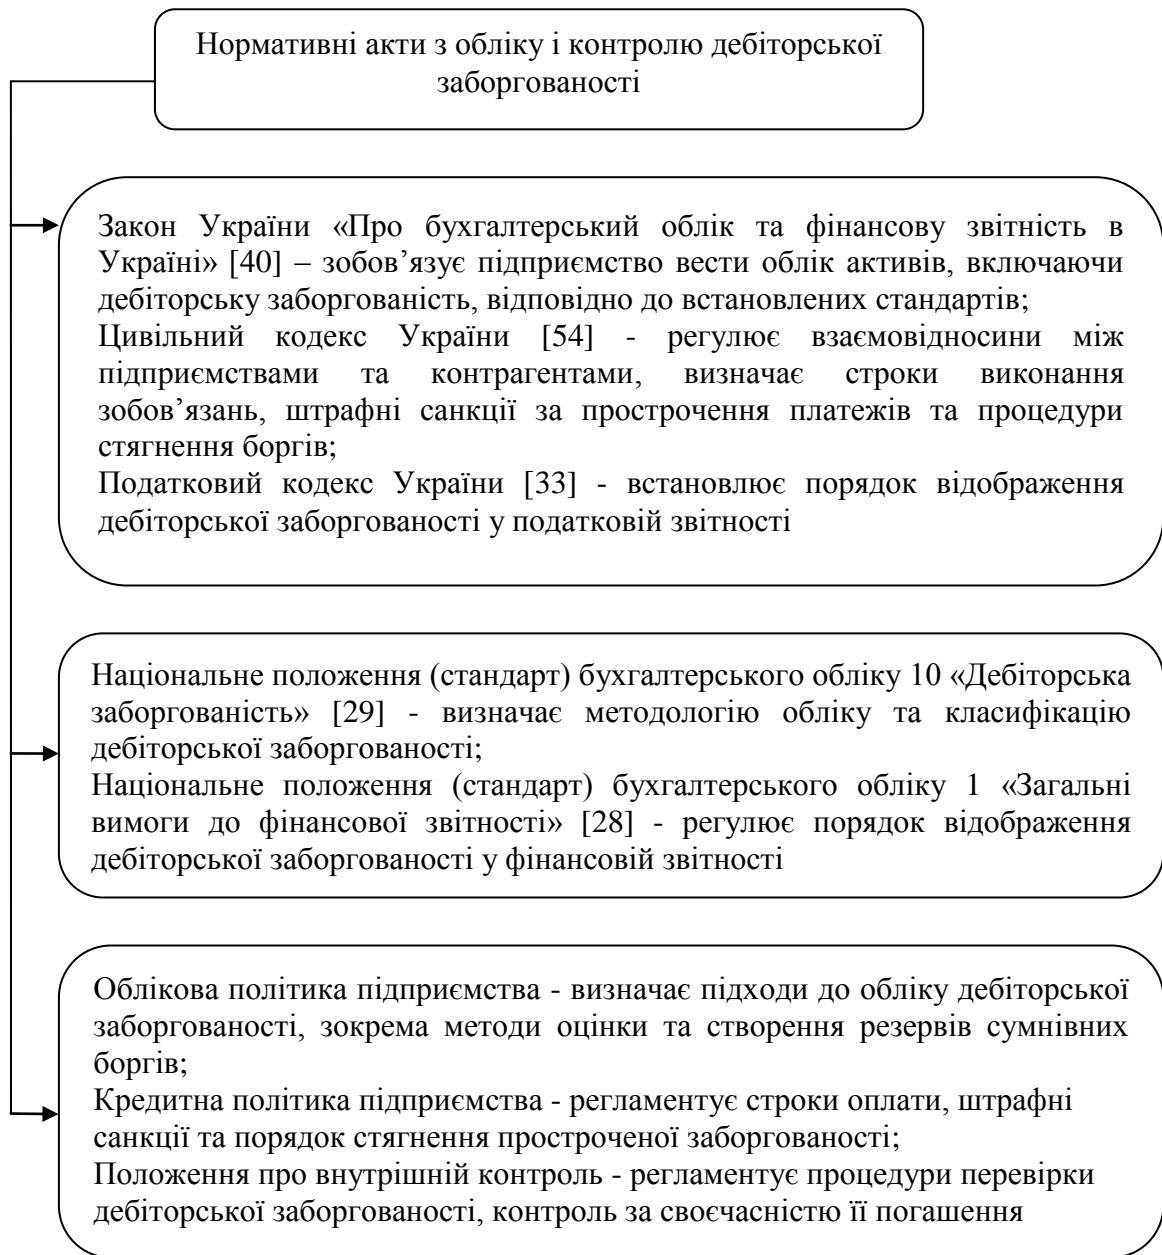 Нормативні акти з обліку і контролю дебіторської
заборгованості
Закон України «Про бухгалтерський облік та фінансову звітність в
Україні» [40] – зобов’язує підприємство вести облік активів, включаючи
дебіторську заборгованість, відповідно до встановлених стандартів;
Цивільний кодекс України [54] - регулює взаємовідносини між
підприємствами та контрагентами, визначає строки виконання
зобов’язань, штрафні санкції за прострочення платежів та процедури
стягнення боргів;
Податковий кодекс України [33] - встановлює порядок відображення
дебіторської заборгованості у податковій звітності
Національне положення (стандарт) бухгалтерського обліку 10 «Дебіторська
заборгованість» [29] - визначає методологію обліку та класифікацію
дебіторської заборгованості;
Національне положення (стандарт) бухгалтерського обліку 1 «Загальні
вимоги до фінансової звітності» [28] - регулює порядок відображення
дебіторської заборгованості у фінансовій звітності
Облікова політика підприємства - визначає підходи до обліку дебіторської
заборгованості, зокрема методи оцінки та створення резервів сумнівних
боргів;
Кредитна політика підприємства - регламентує строки оплати, штрафні
санкції та порядок стягнення простроченої заборгованості;
Положення про внутрішній контроль - регламентує процедури перевірки
дебіторської заборгованості, контроль за своєчасністю її погашення